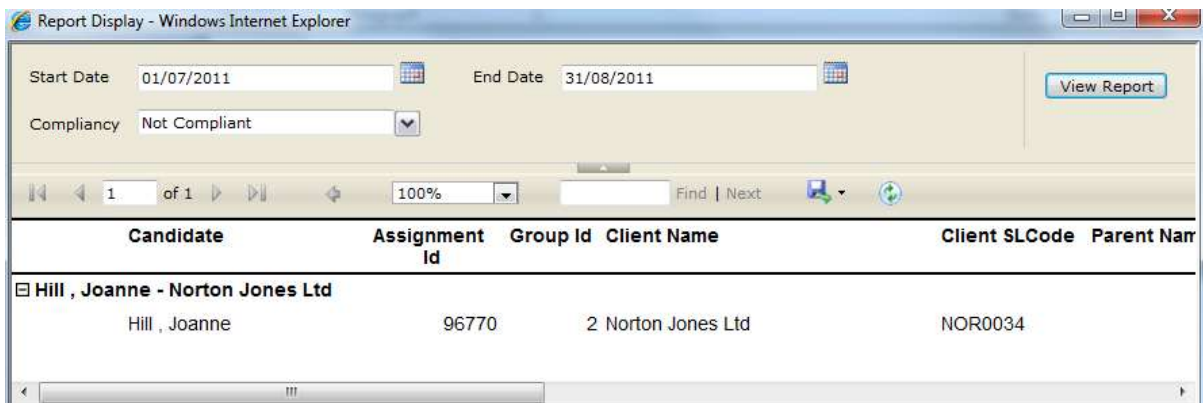 Report Display - Windows Internet Explorer
Start Date 01/07/2011 End Date 31/08/2011 View Report
Compliancy Not Compliant
1 of 1 100% Find | Next
Candidate Assignment Id Group Id Client Name Client SLCode Parent Nam
Hill , Joanne - Norton Jones Ltd
Hill , Joanne 96770 2 Norton Jones Ltd NOR0034